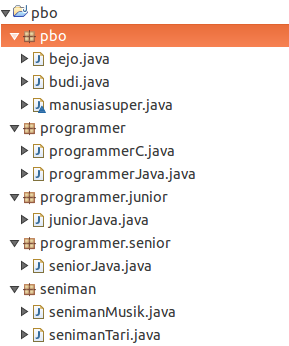 pbo
pbo
bejo.java
budi.java
manusiasuper.java
programmer
programmerC.java
programmerJava.java
programmer.junior
juniorJava.java
programmer.senior
seniorJava.java
seniman
senimanMusik.java
senimanTari.java